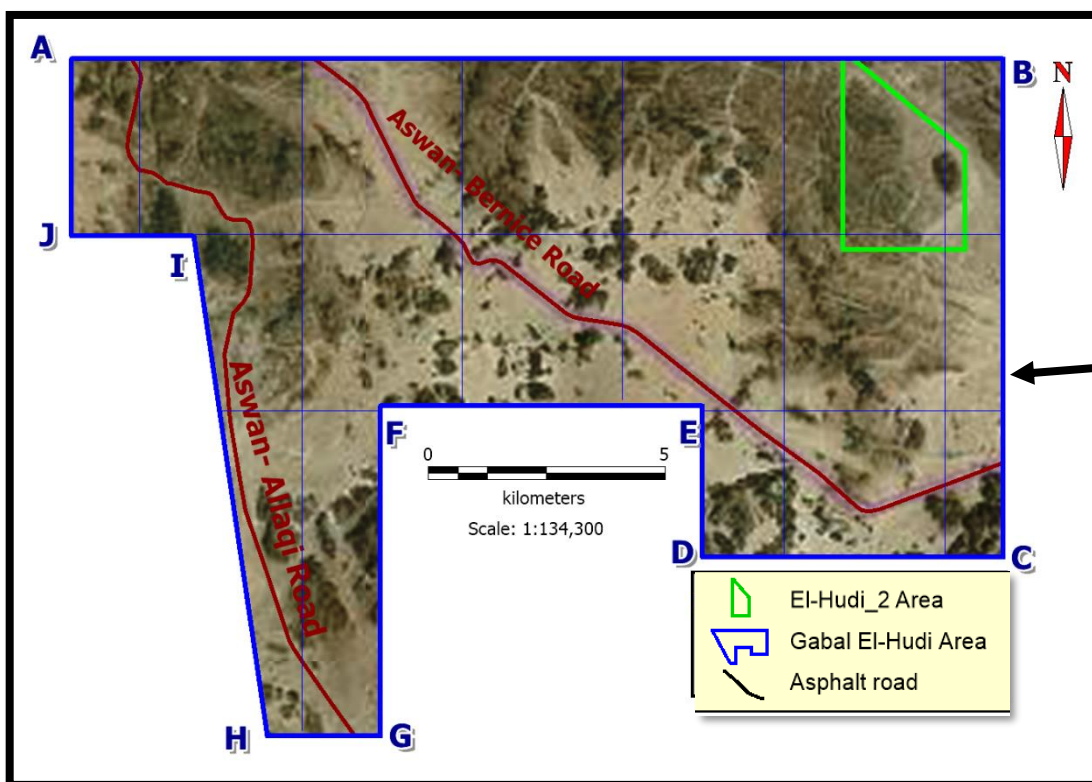 A
B
N
Aswan- Bernice Road
J
I
Aswan- Allaqi Road
F
E
0 5
kilometers
Scale: 1:134,300
D
C
El-Hudi_2 Area
Gabal El-Hudi Area
Asphalt road
H
G